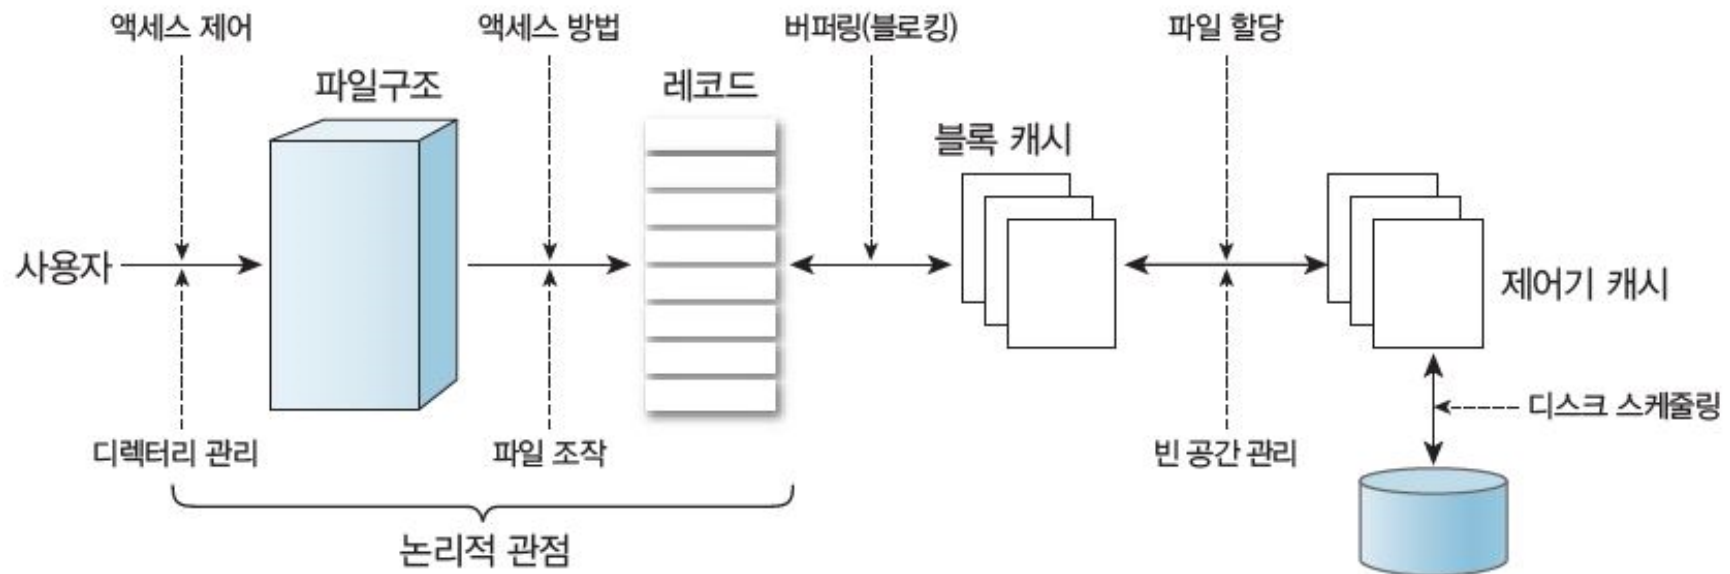 액세스 제어
액세스 방법
버퍼링(블로킹)
파일 할당
파일구조
레코드
블록 캐시
사용자
제어기 캐시
디스크 스케줄링
디렉터리 관리
파일 조작
빈 공간 관리
논리적 관점